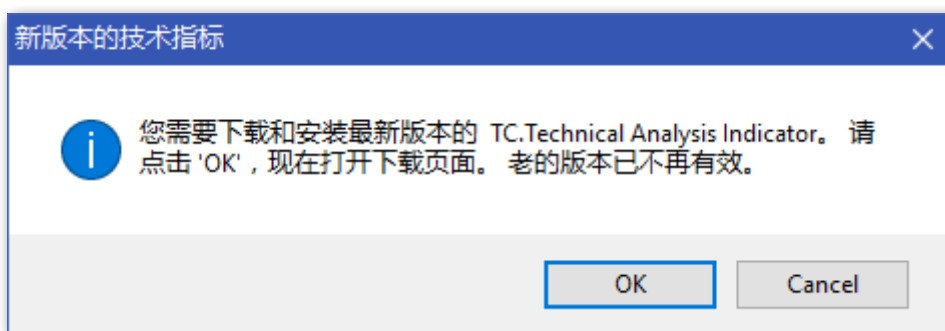 新版本的技术指标
您需要下载和安装最新版本的 TC.Technical Analysis Indicator。 请
点击 'OK'，现在打开下载页面。 老的版本已不再有效。
OK
Cancel